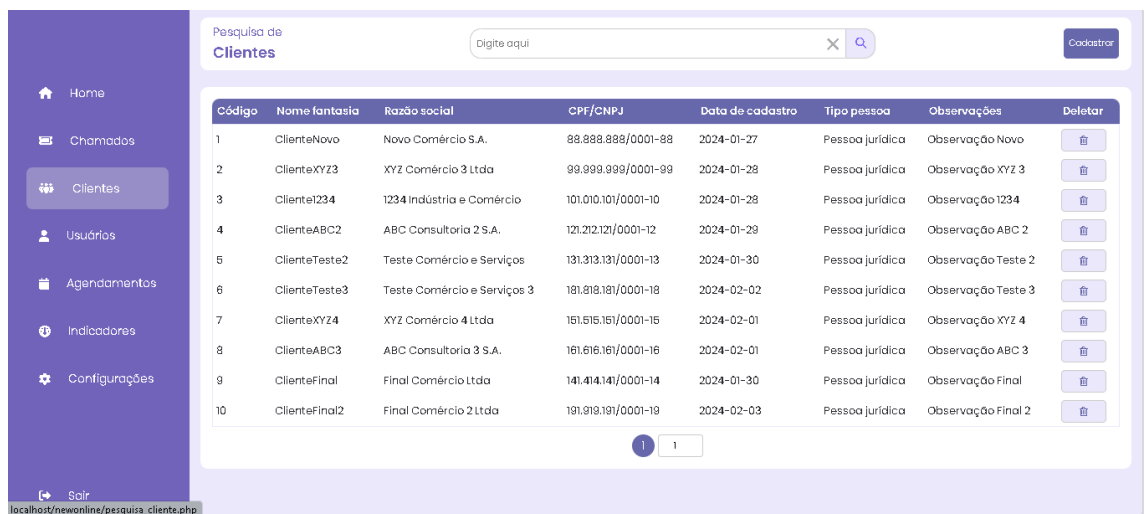 Pesquisa de
Clientes
Digite aqui
Cadastrar
Home
Chamados
Clientes
Usuários
Agendamentos
Indicadores
Configurações
Sair
Código Nome fantasia Razão social CPF/CNPJ Data de cadastro Tipo pessoa Observações Deletar
1 ClienteNovo Novo Comércio S.A. 88.888.888/0001-88 2024-01-27 Pessoa jurídica Observação Novo
2 ClienteXYZ3 XYZ Comércio 3 Ltda 99.999.999/0001-99 2024-01-28 Pessoa jurídica Observação XYZ 3
3 Cliente1234 1234 Indústria e Comércio 101.010.101/0001-10 2024-01-28 Pessoa jurídica Observação 1234
4 ClienteABC2 ABC Consultoria 2 S.A. 121.212.121/0001-12 2024-01-29 Pessoa jurídica Observação ABC 2
5 ClienteTeste2 Teste Comércio e Serviços 131.313.131/0001-13 2024-01-30 Pessoa jurídica Observação Teste 2
6 ClienteTeste3 Teste Comércio e Serviços 3 181.818.181/0001-18 2024-02-02 Pessoa jurídica Observação Teste 3
7 ClienteXYZ4 XYZ Comércio 4 Ltda 151.515.151/0001-15 2024-02-01 Pessoa jurídica Observação XYZ 4
8 ClienteABC3 ABC Consultoria 3 S.A. 161.616.161/0001-16 2024-02-01 Pessoa jurídica Observação ABC 3
9 ClienteFinal Final Comércio Ltda 141.414.141/0001-14 2024-01-30 Pessoa jurídica Observação Final
10 ClienteFinal2 Final Comércio 2 Ltda 191.919.191/0001-19 2024-02-03 Pessoa jurídica Observação Final 2
1 1
localhost/newonline/pesquisa_cliente.php